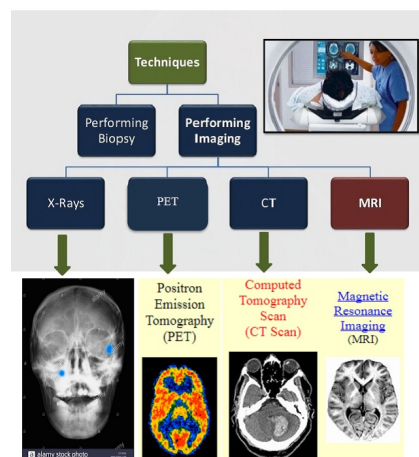 Techniques
Performing
Biopsy
Performing
Imaging
X-Rays
PET
CT
MRI
Positron
Emission
Tomography
(PET)
Computed
Tomography
Scan
(CT Scan)
Magnetic
Resonance
Imaging
(MRI)
alamy stock photo